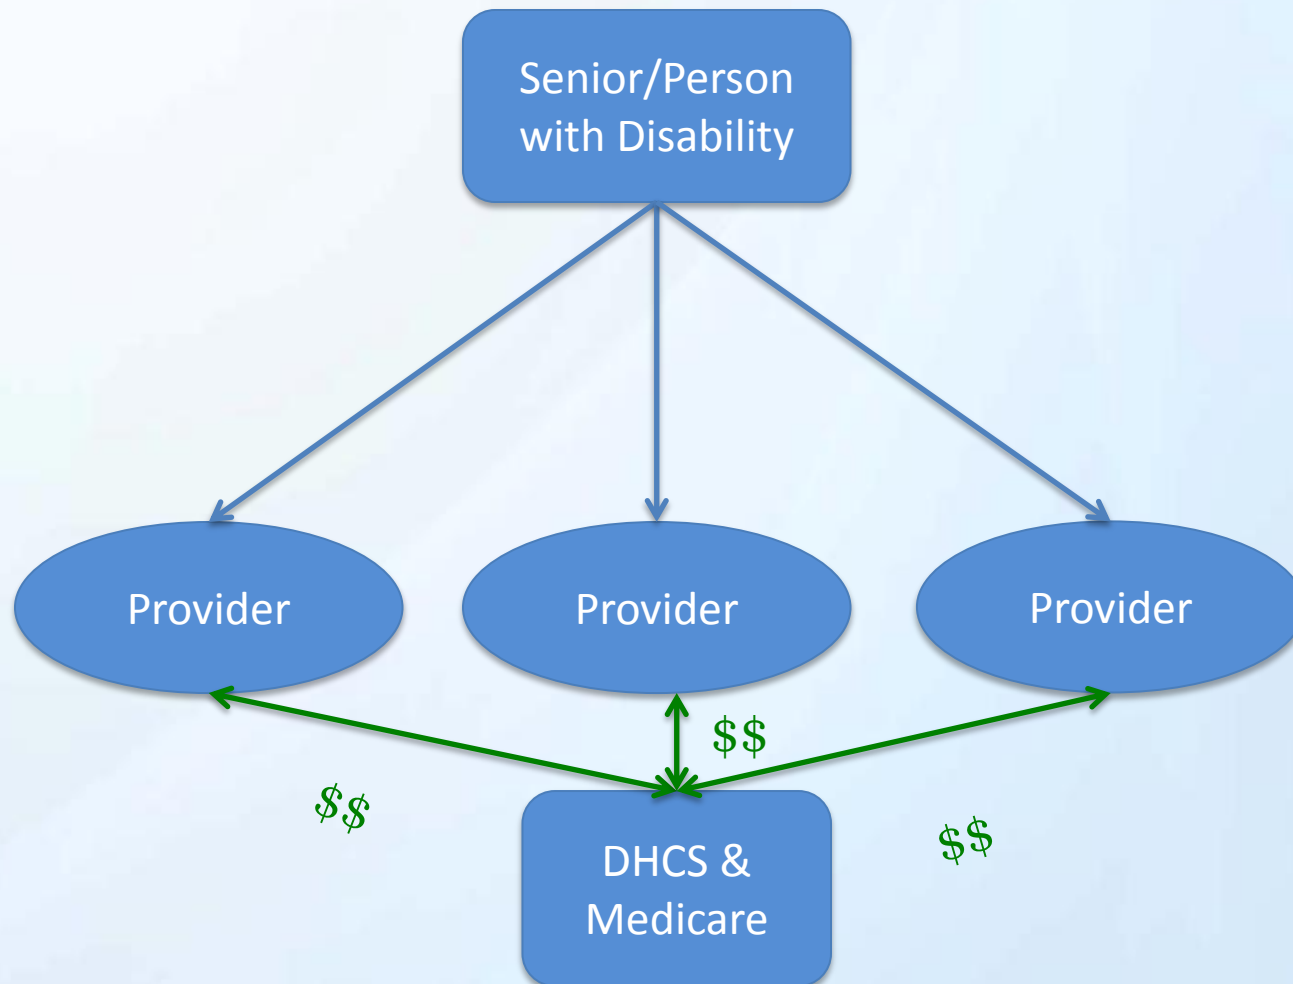 Senior/Person
with Disability
Provider
Provider
Provider
$$
$$
$$
DHCS &
Medicare